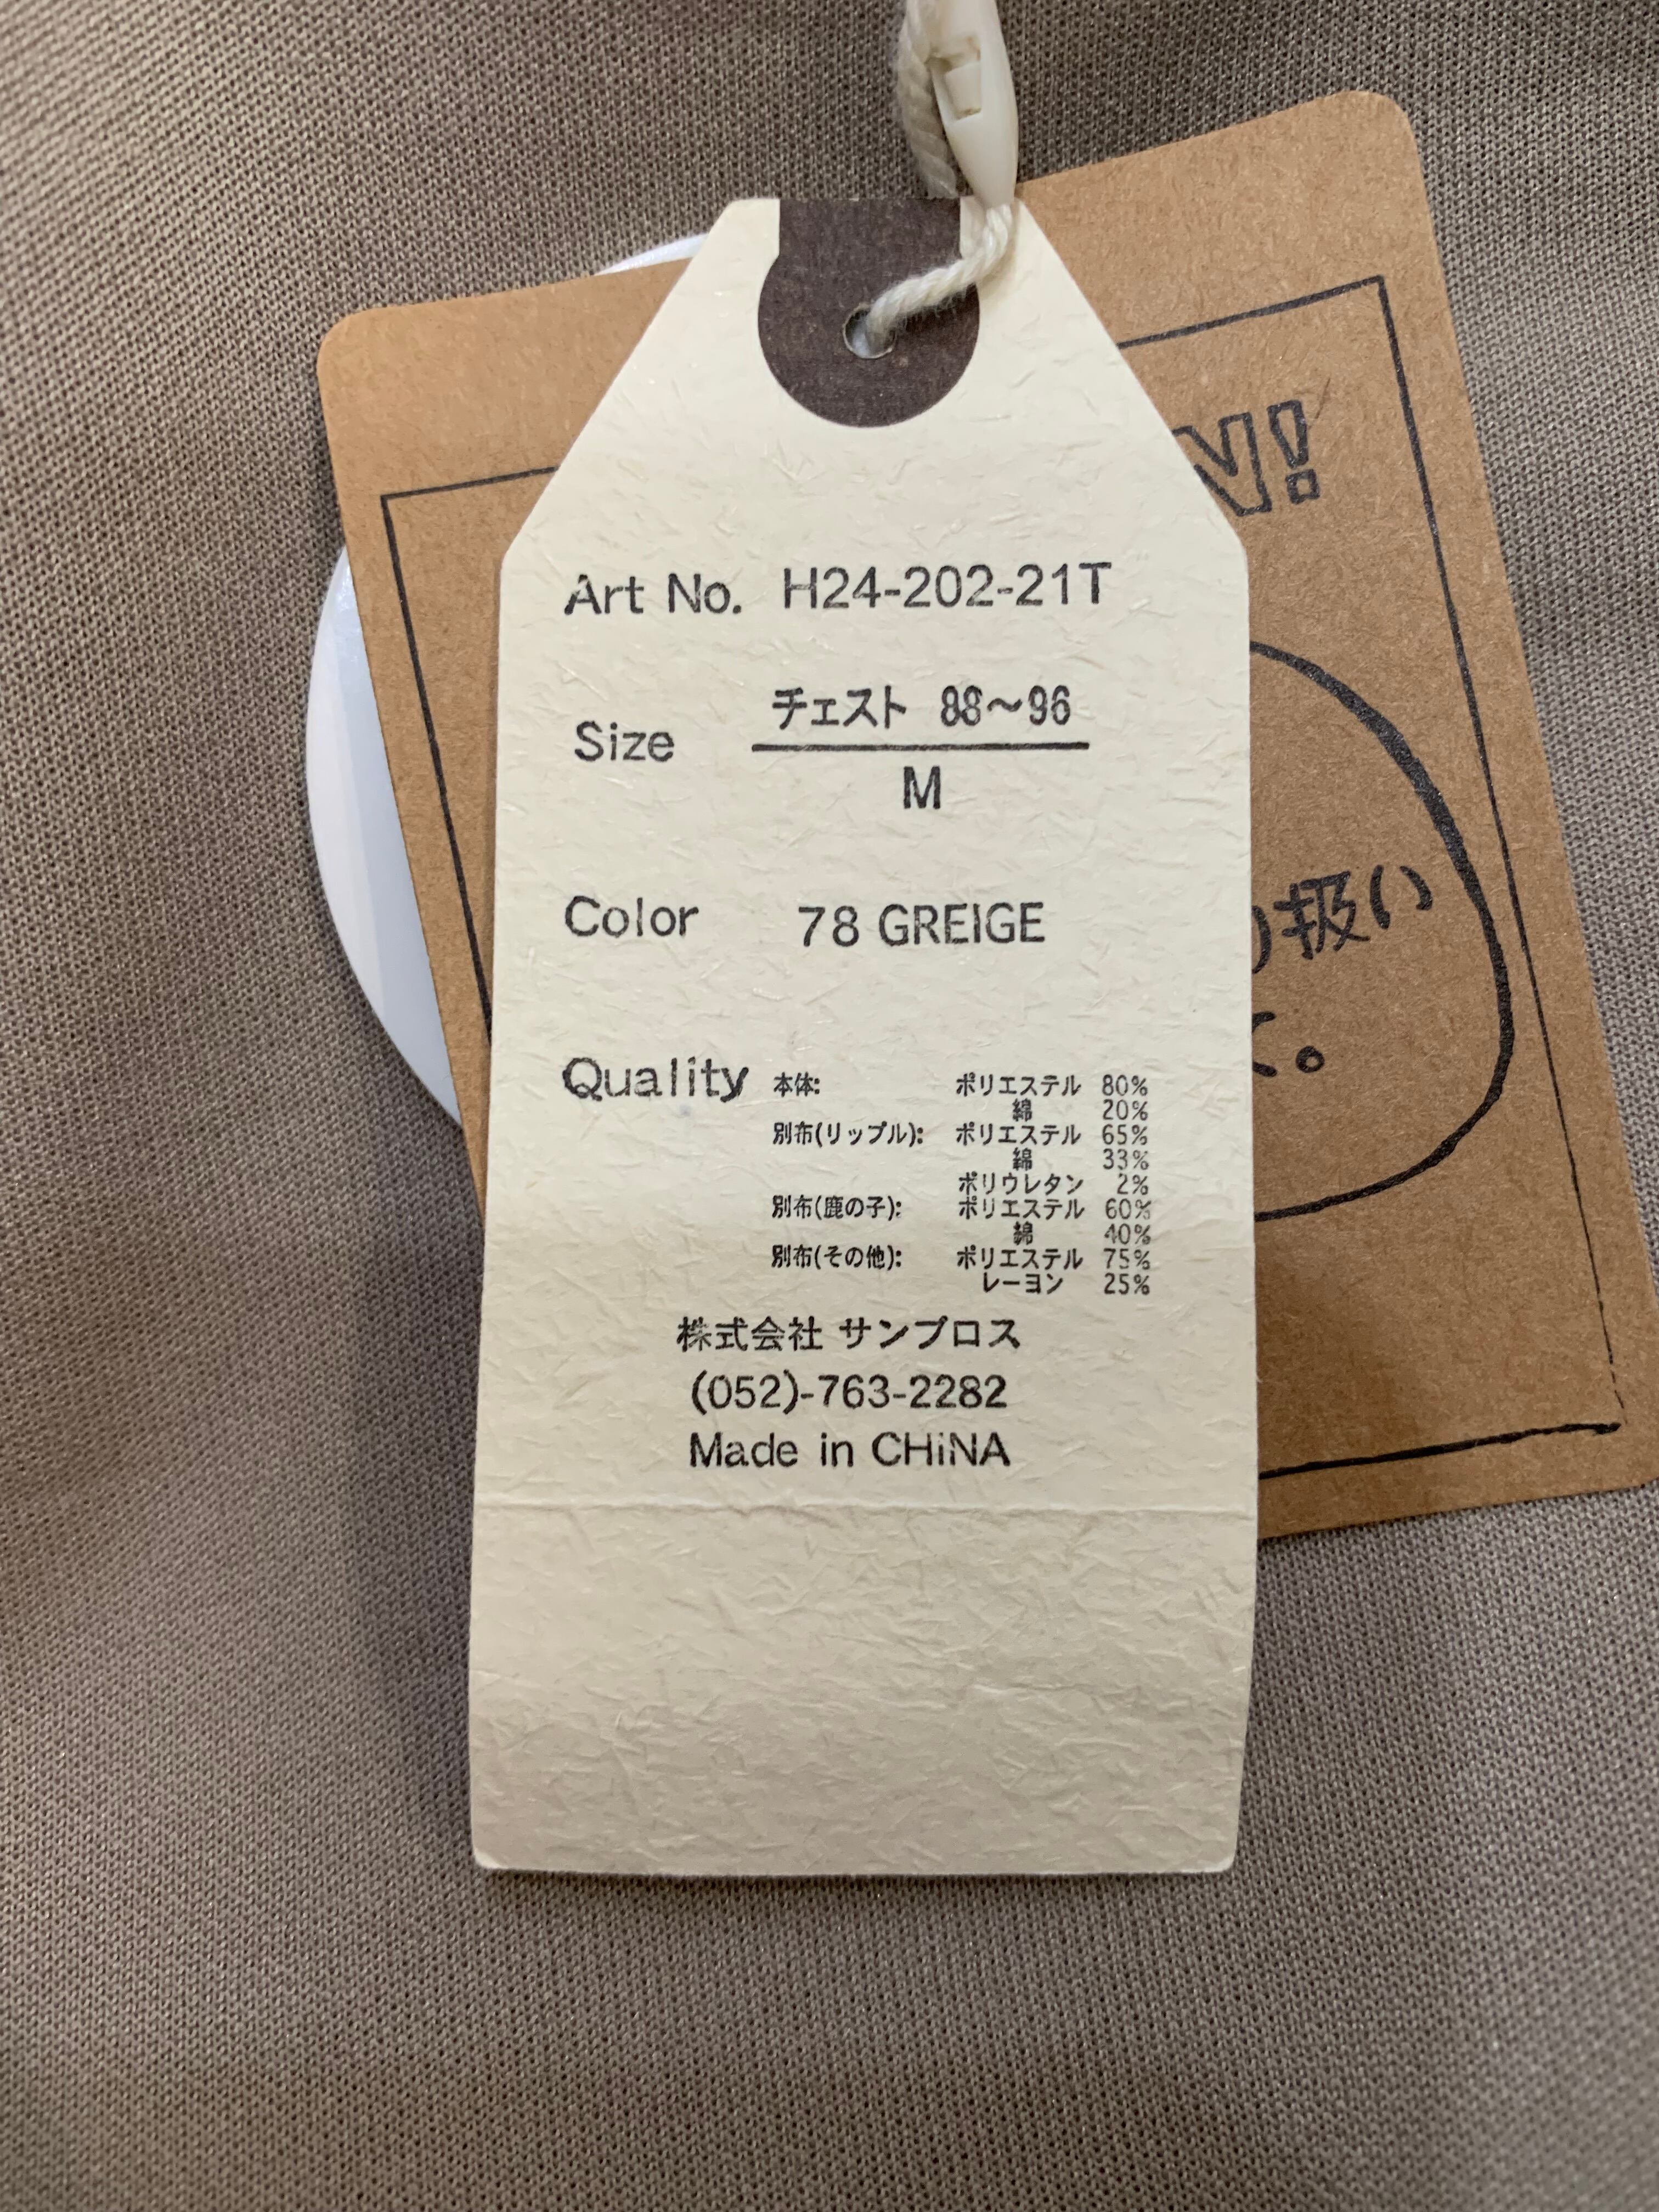 Art No. H24-202-21T
Size チェスト 88〜96
M
Color 78 GREIGE
Quality 本体: ポリエステル 80%
綿 20%
別布(リップル): ポリエステル 65%
綿 33%
ポリウレタン 2%
別布(鹿の子): ポリエステル 60%
綿 40%
別布(その他): ポリエステル 75%
レーヨン 25%
株式会社 サンプロス
(052)-763-2282
Made in CHiNA
N!
り扱い
く。